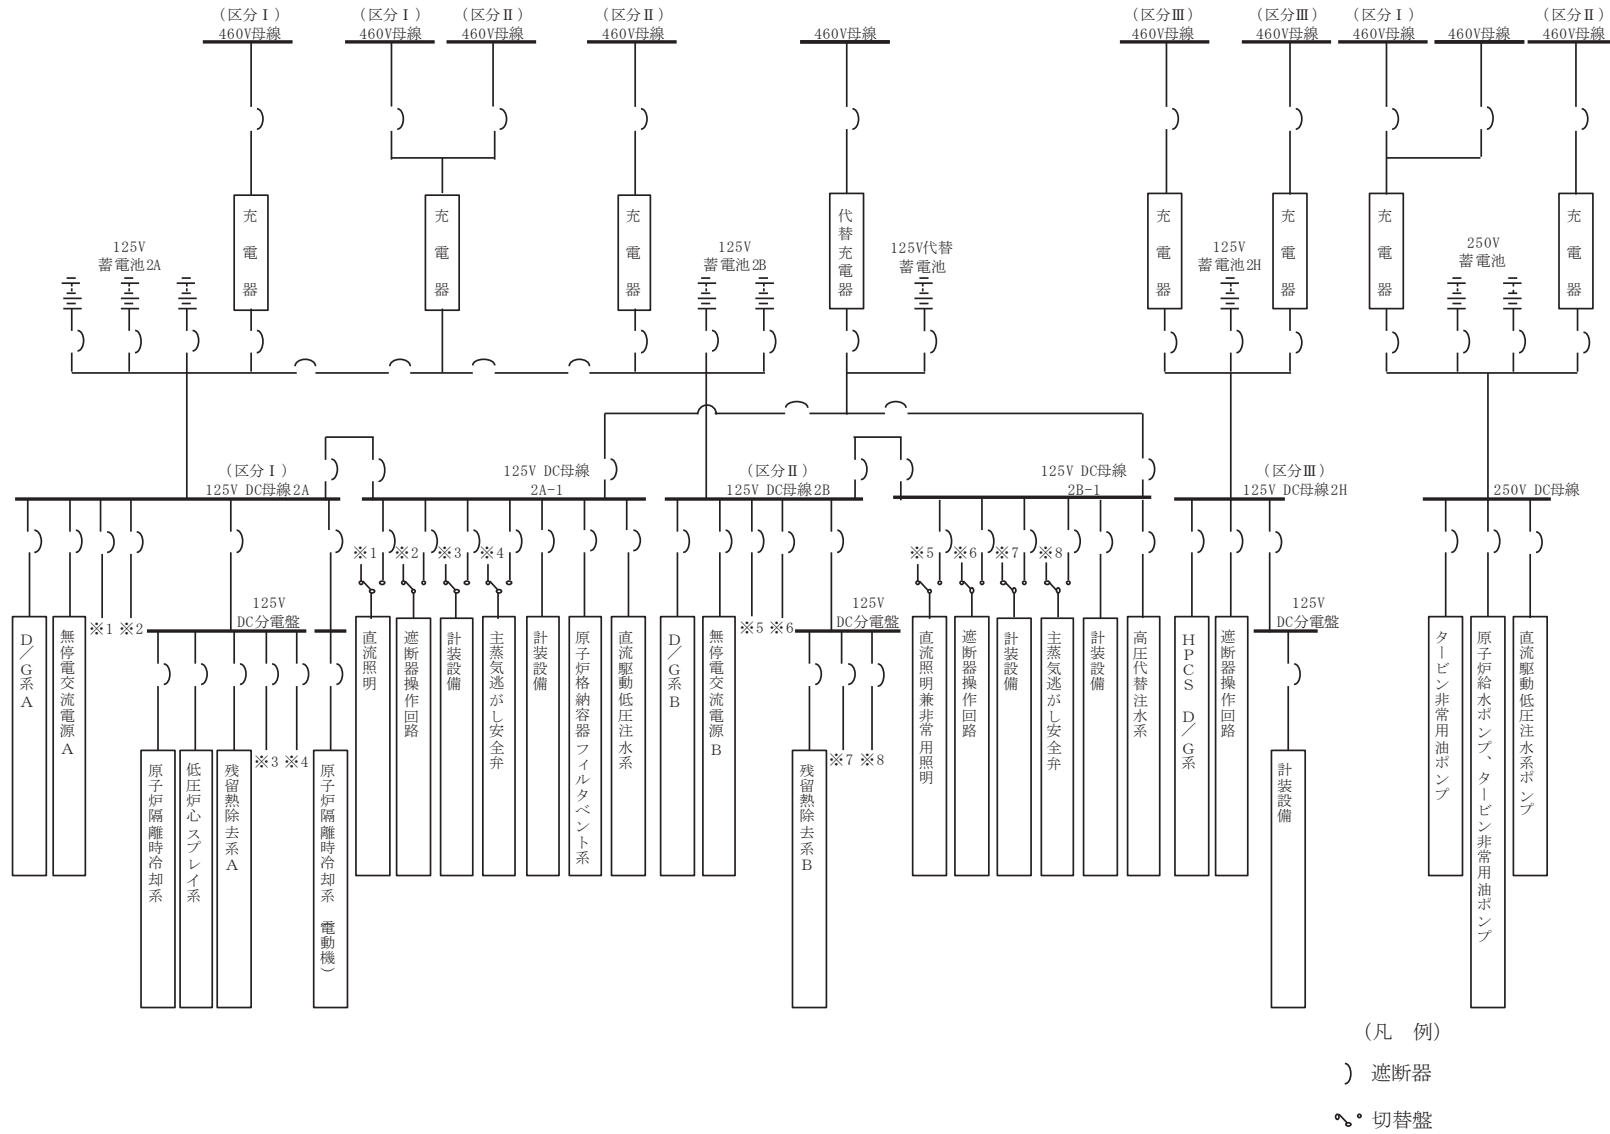 （区分Ⅰ）
460V母線
（区分Ⅰ）
460V母線
（区分Ⅱ）
460V母線
（区分Ⅱ）
460V母線
460V母線
（区分Ⅲ）
460V母線
（区分Ⅲ）
460V母線
（区分Ⅰ）
460V母線
460V母線
（区分Ⅱ）
460V母線
125V
蓄電池2A
充電器
充電器
充電器
125V
蓄電池2B
代替充電器
125V代替
蓄電池
充電器
125V
蓄電池2H
充電器
充電器
250V
蓄電池
充電器
（区分Ⅰ）
125V DC母線2A
125V DC母線
2A-1
（区分Ⅱ）
125V DC母線2B
125V DC母線
2B-1
（区分Ⅲ）
125V DC母線2H
250V DC母線
※1
※2
※3
※4
※5
※6
※7
※8
D／G系A
無停電交流電源A
※1
※2
125V
DC分電盤
直流照明
遮断器操作回路
計装設備
主蒸気逃がし安全弁
計装設備
原子炉格納容器フィルタベント系
直流駆動低圧注水系
D／G系B
無停電交流電源B
※5
※6
125V
DC分電盤
直流照明兼非常用照明
遮断器操作回路
計装設備
主蒸気逃がし安全弁
計装設備
高圧代替注水系
HPCS D／G系
遮断器操作回路
125V
DC分電盤
タービン非常用油ポンプ
原子炉給水ポンプ、タービン非常用油ポンプ
直流駆動低圧注水系ポンプ
原子炉隔離時冷却系
低圧炉心スプレイ系
残留熱除去系A
※3
※4
原子炉隔離時冷却系 電動機）
残留熱除去系B
※7
※8
計装設備
（凡 例）
遮断器
切替盤